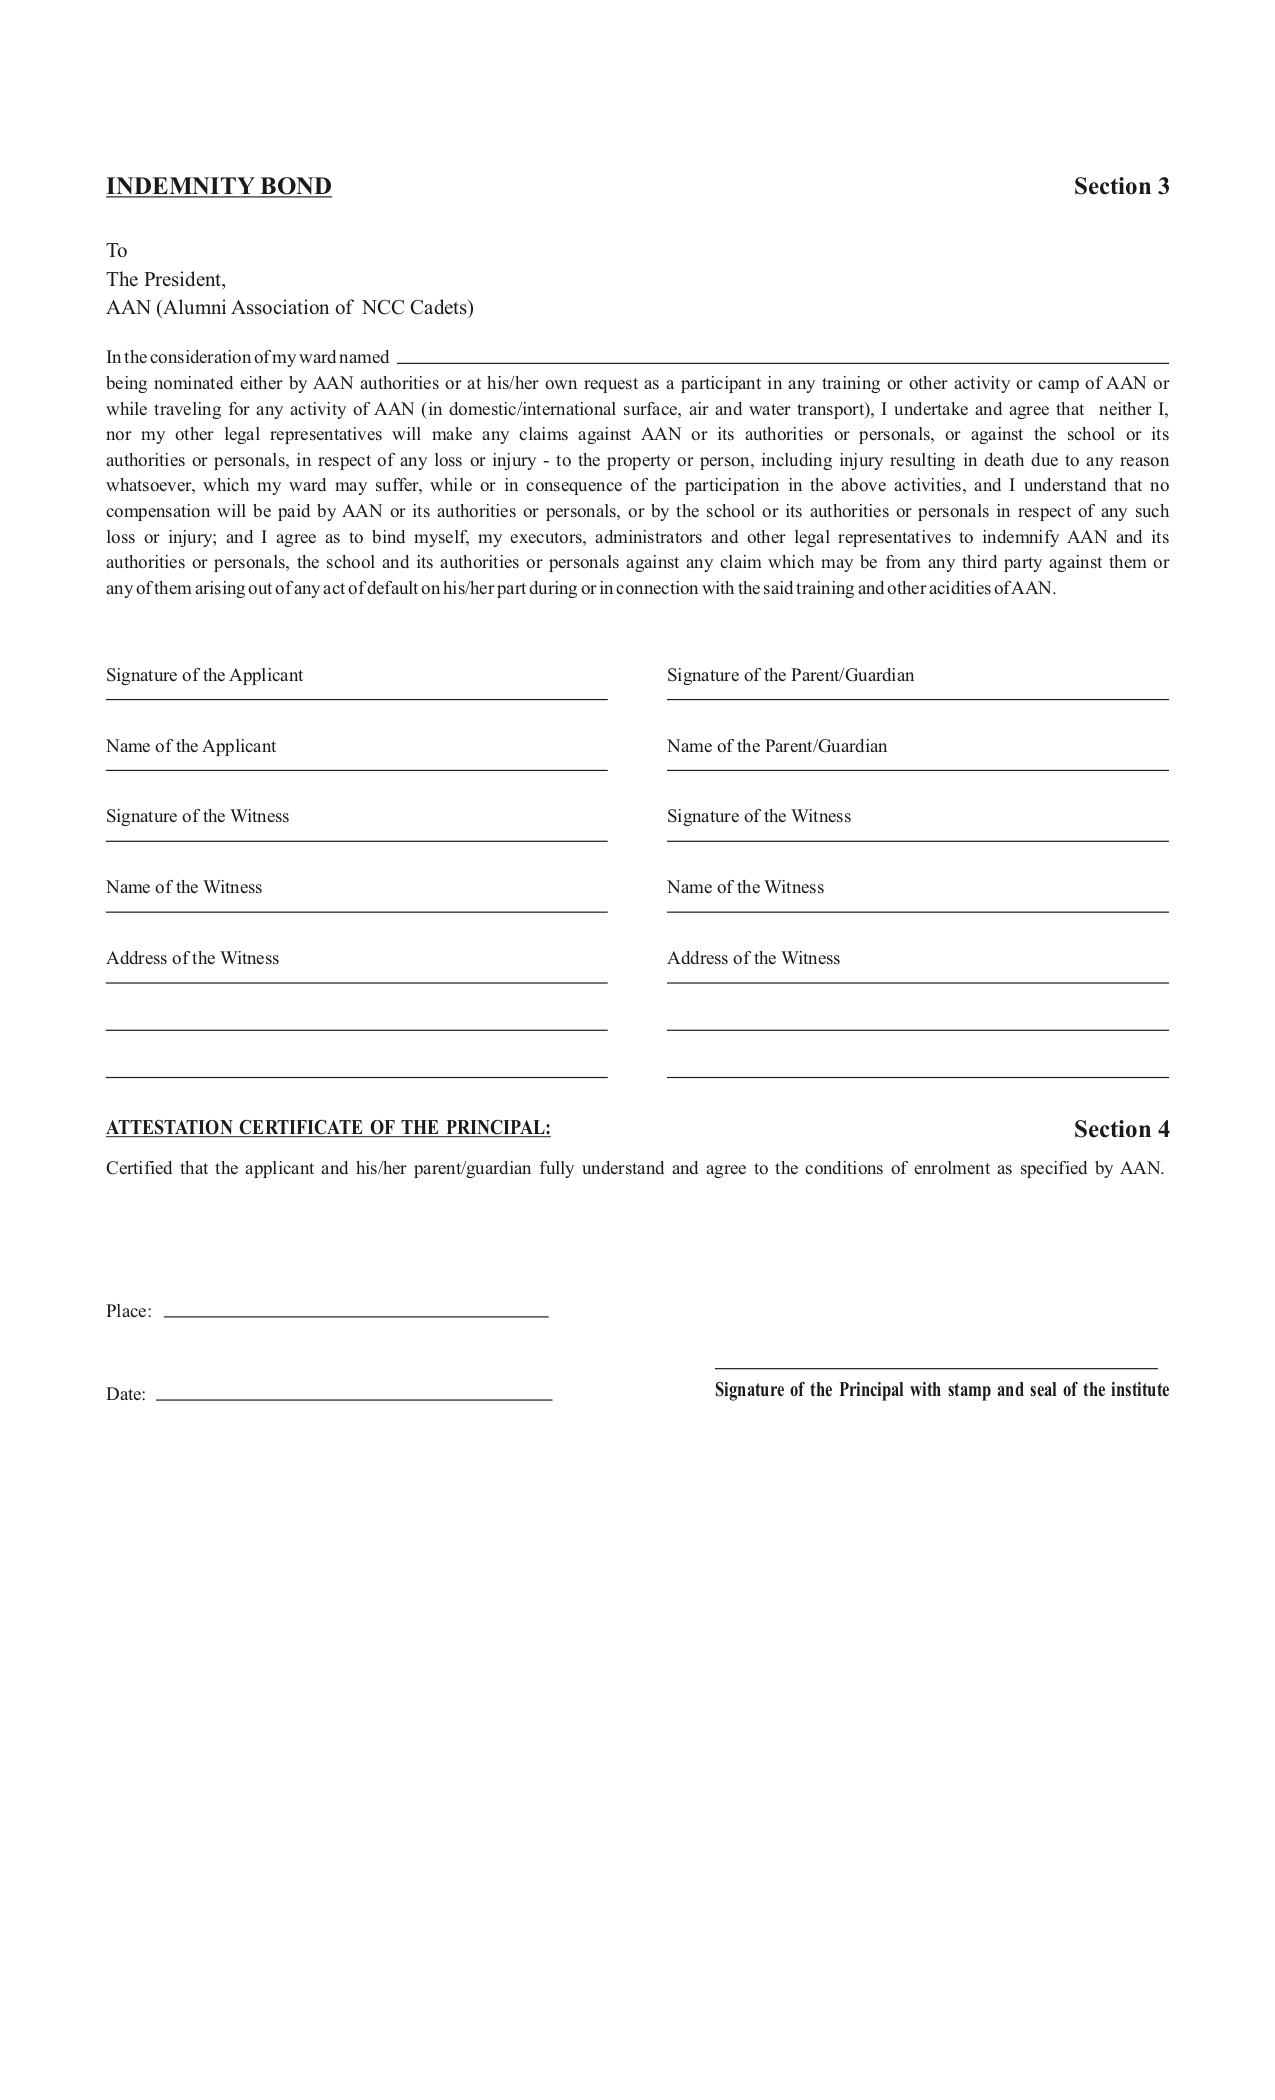 INDEMNITY BOND Section 3
To
The President,
AAN (Alumni Association of NCC Cadets)
In the consideration of my ward named
being nominated either by AAN authorities or at his/her own request as a participant in any training or other activity or camp of AAN or
while traveling for any activity of AAN (in domestic/international surface, air and water transport), I undertake and agree that neither I,
nor my other legal representatives will make any claims against AAN or its authorities or personals, or against the school or its
authorities or personals, in respect of any loss or injury - to the property or person, including injury resulting in death due to any reason
whatsoever, which my ward may suffer, while or in consequence of the participation in the above activities, and I understand that no
compensation will be paid by AAN or its authorities or personals, or by the school or its authorities or personals in respect of any such
loss or injury; and I agree as to bind myself, my executors, administrators and other legal representatives to indemnify AAN and its
authorities or personals, the school and its authorities or personals against any claim which may be from any third party against them or
any of them arising out of any act of default on his/her part during or in connection with the said training and other acidities of AAN.
Signature of the Applicant Signature of the Parent/Guardian
Name of the Applicant Name of the Parent/Guardian
Signature of the Witness Signature of the Witness
Name of the Witness Name of the Witness
Address of the Witness Address of the Witness
ATTESTATION CERTIFICATE OF THE PRINCIPAL: Section 4
Certified that the applicant and his/her parent/guardian fully understand and agree to the conditions of enrolment as specified by AAN.
Place:
Date: Signature of the Principal with stamp and seal of the institute